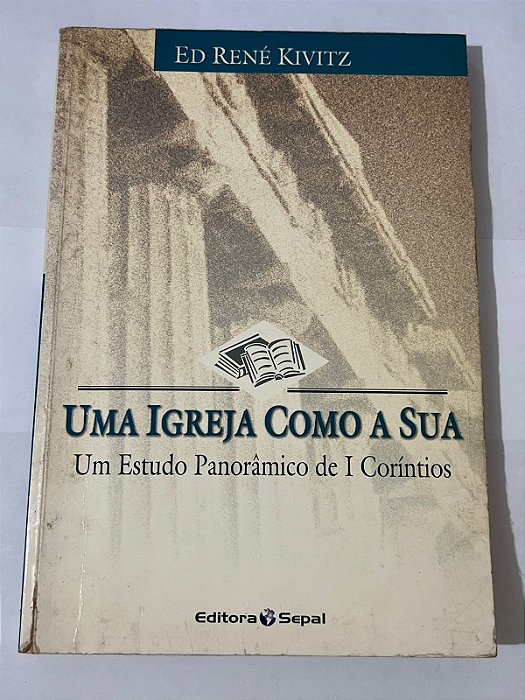 ED RENÉ KIVITZ
UMA IGREJA COMO A SUA
Um Estudo Panorâmico de I Coríntios
Editora Sepal